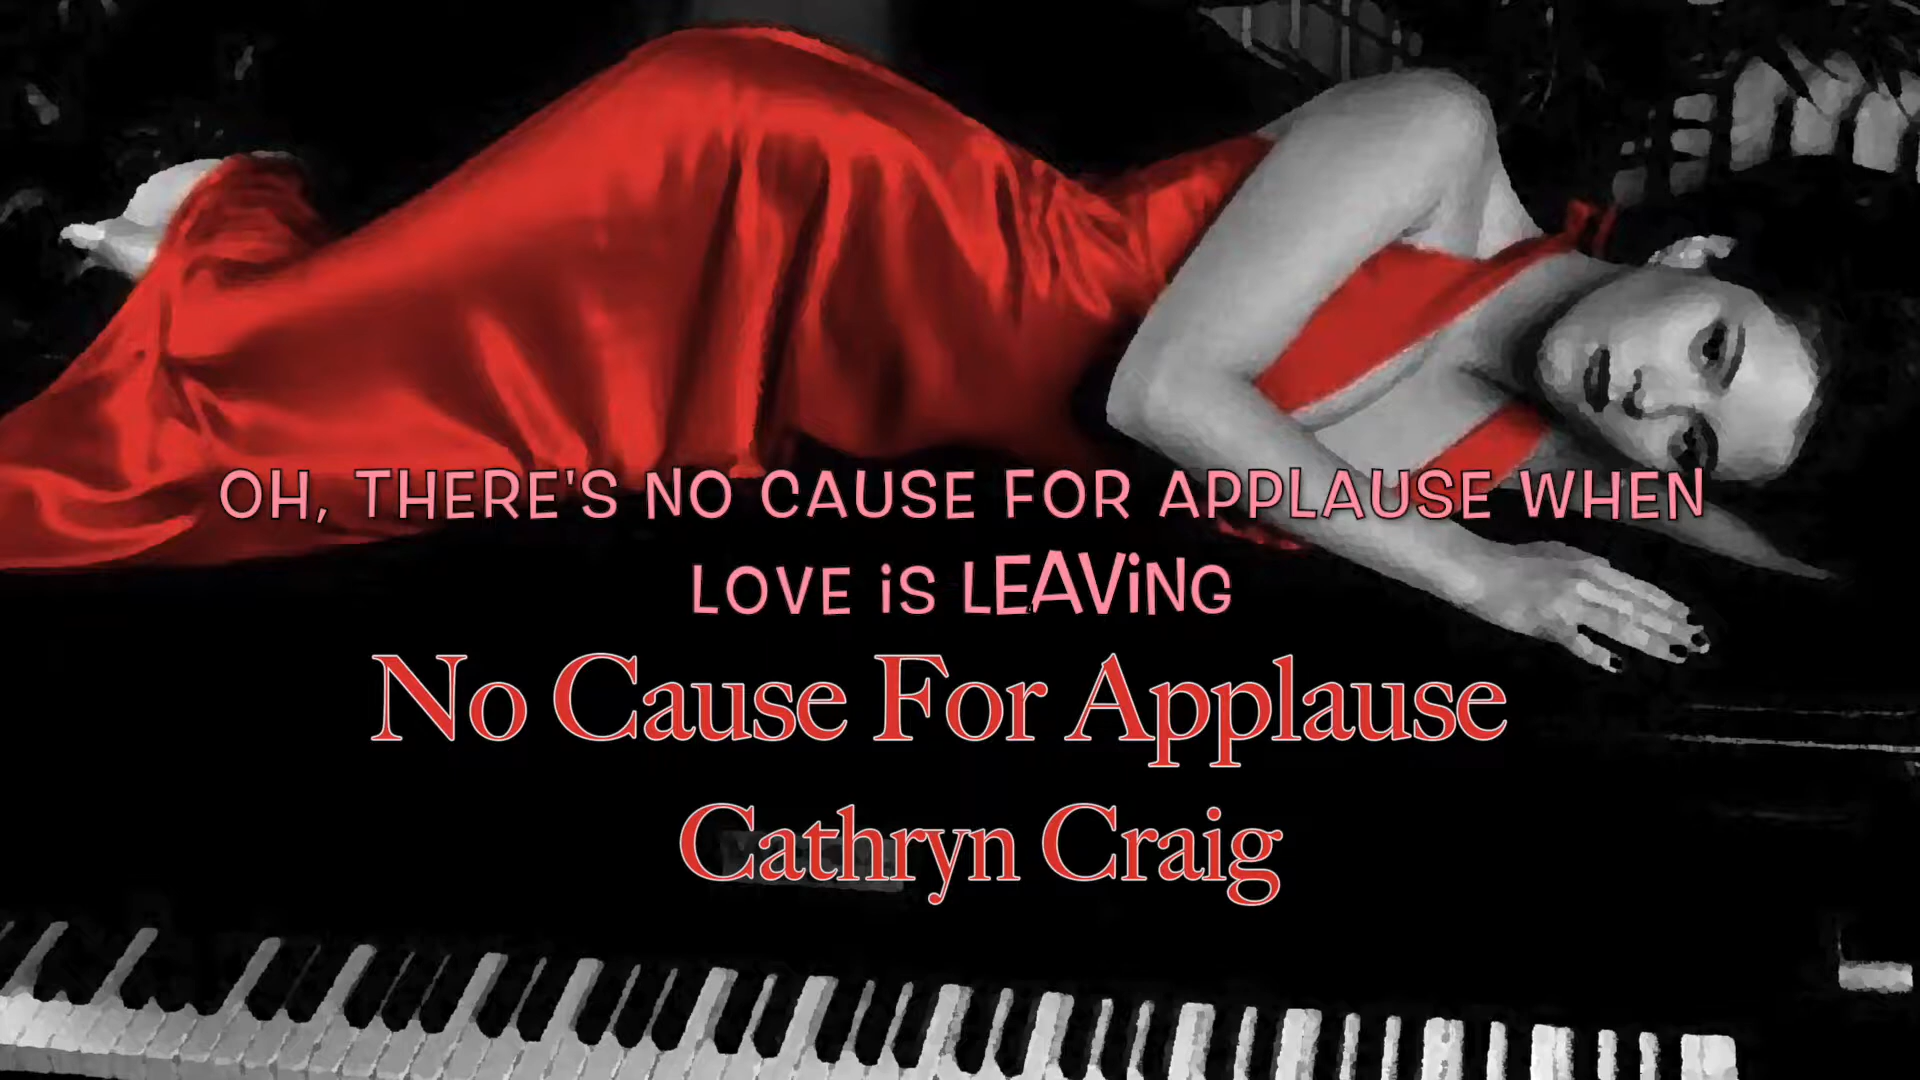 OH, THERE'S NO CAUSE FOR APPLAUSE WHEN
LOVE iS LEAViNG
No Cause For Applause
Cathryn Craig